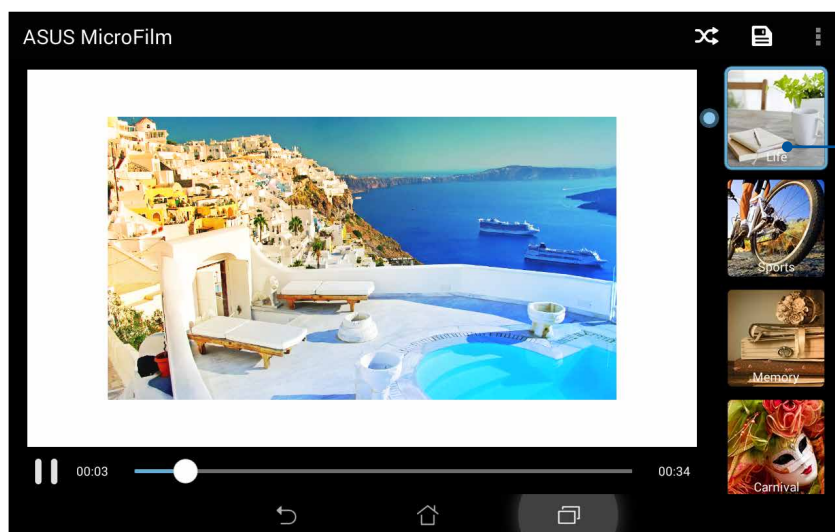 ASUS MicroFilm
Life
Sports
Memory
Carnival
00:03
00:34